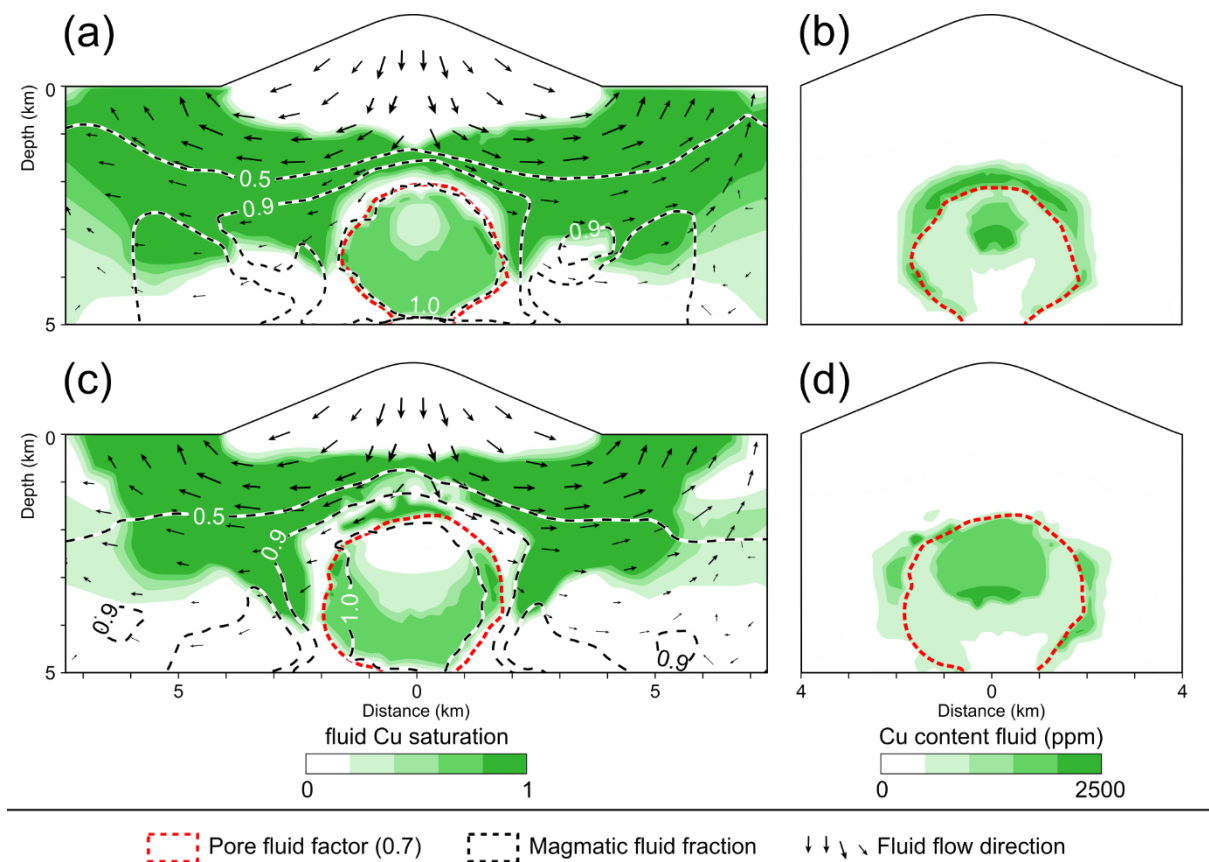 (a)
(b)
Depth (km)
0
5
0.5
0.9
0.9
1.0
(c)
(d)
Depth (km)
0
5
0.5
0.9
1.0
0.9
0.9
5 0 5
Distance (km)
4 0 4
Distance (km)
fluid Cu saturation
0 1
Cu content fluid (ppm)
0 2500
Pore fluid factor (0.7)
Magmatic fluid fraction
Fluid flow direction